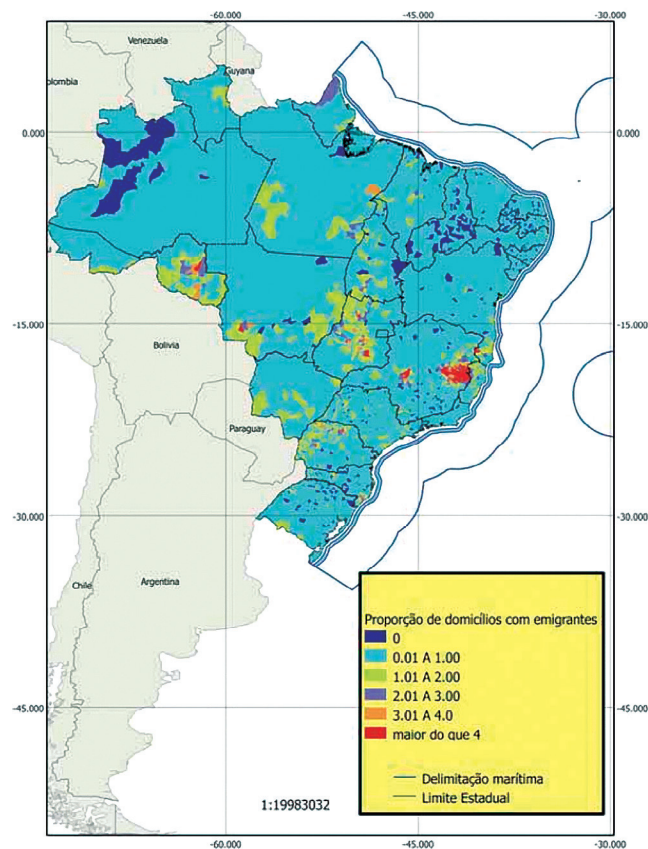 -60.000 -45.000 -30.000
Venezuela
Guyana
olombia
0.000 0.000
-15.000 -15.000
Bolivia
Paraguay
-30.000 -30.000
Chile
Argentina
Proporção de domicílios com emigrantes
0
0.01 A 1.00
1.01 A 2.00
2.01 A 3.00
3.01 A 4.0
maior do que 4
-45.000 -45.000
Delimitação marítima
Limite Estadual
1:19983032
-60.000 -45.000 -30.000